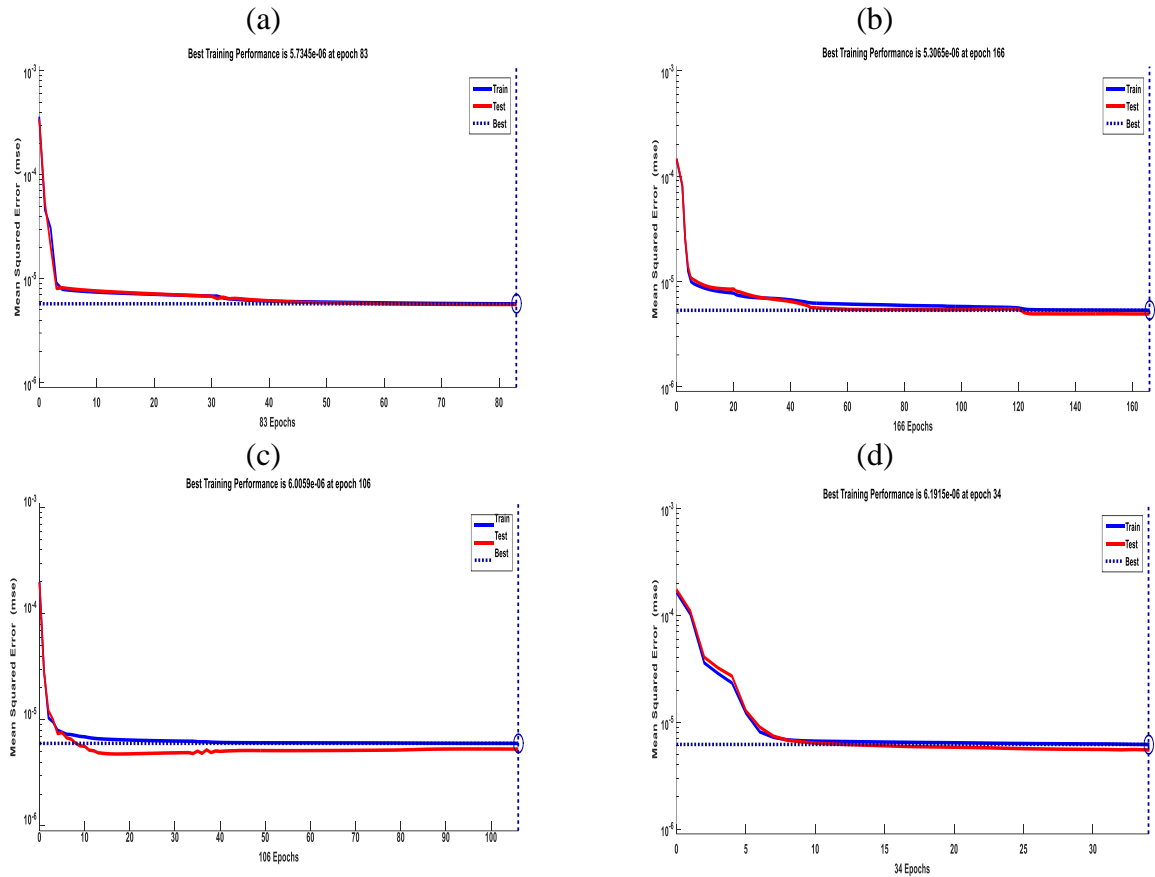 (a)
Best Training Performance is 5.7345e-06 at epoch 83
Mean Squared Error (mse)
10-3
10-4
10-5
10-6
Train
Test
Best
0 10 20 30 40 50 60 70 80
83 Epochs
(b)
Best Training Performance is 5.3065e-06 at epoch 166
Mean Squared Error (mse)
10-3
10-4
10-5
10-6
Train
Test
Best
0 20 40 60 80 100 120 140 160
166 Epochs
(c)
Best Training Performance is 6.0059e-06 at epoch 106
Mean Squared Error (mse)
10-3
10-4
10-5
10-6
Train
Test
Best
0 10 20 30 40 50 60 70 80 90 100
106 Epochs
(d)
Best Training Performance is 6.1915e-06 at epoch 34
Mean Squared Error (mse)
10-3
10-4
10-5
10-6
Train
Test
Best
0 5 10 15 20 25 30
34 Epochs